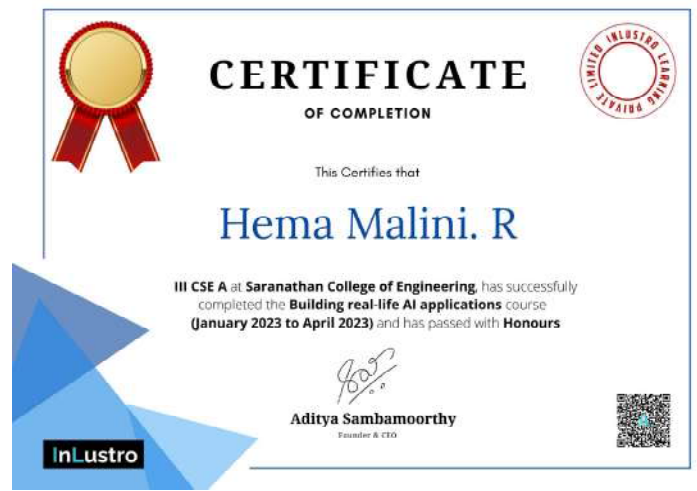 CERTIFICATE
OF COMPLETION
INLUSTRO LEARNING PRIVATE LIMITED
This Certifies that
Hema Malini. R
III CSE A at Saranathan College of Engineering, has successfully
completed the Building real-life AI applications course
(January 2023 to April 2023) and has passed with Honours
Aditya Sambamoorthy
Founder & CEO
InLustro